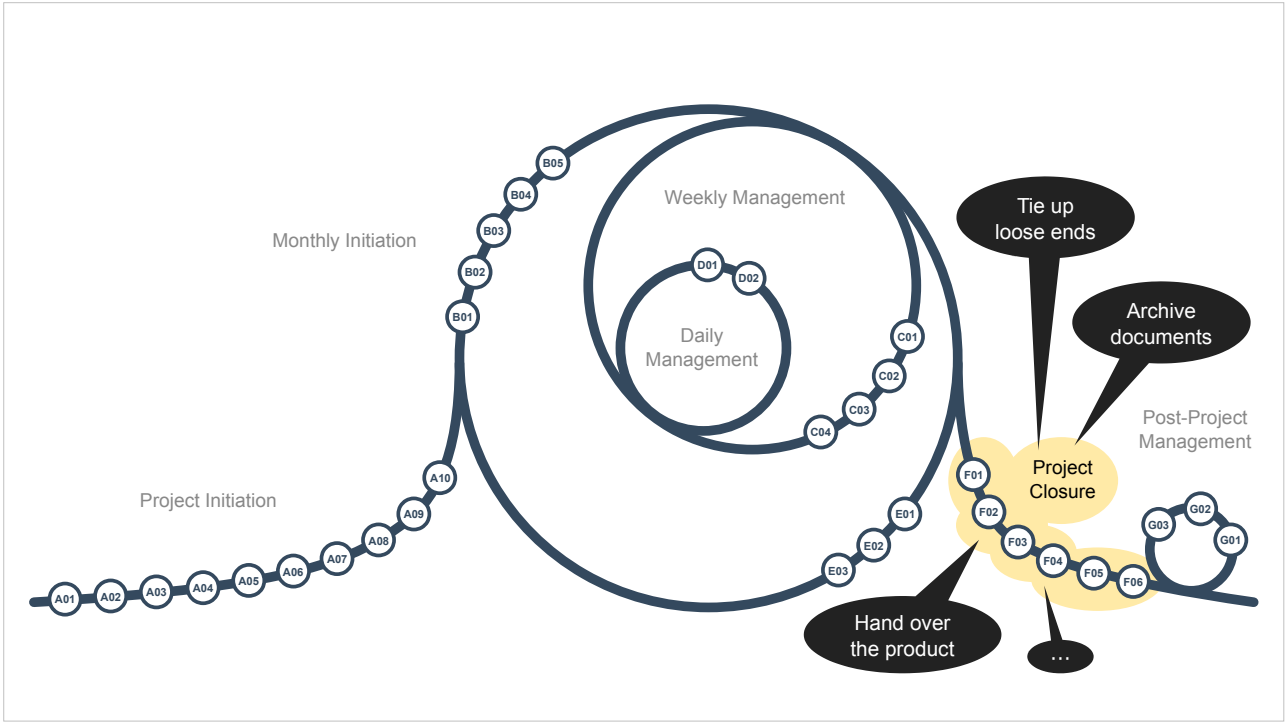 Project Initiation
A01
A02
A03
A04
A05
A06
A07
A08
A09
A10
Monthly Initiation
B01
B02
B03
B04
B05
Weekly Management
Daily
Management
D01
D02
C01
C02
C03
C04
E01
E02
E03
Tie up
loose ends
Archive
documents
Project
Closure
F01
F02
F03
F04
F05
F06
Hand over
the product
…
Post-Project
Management
G03
G02
G01